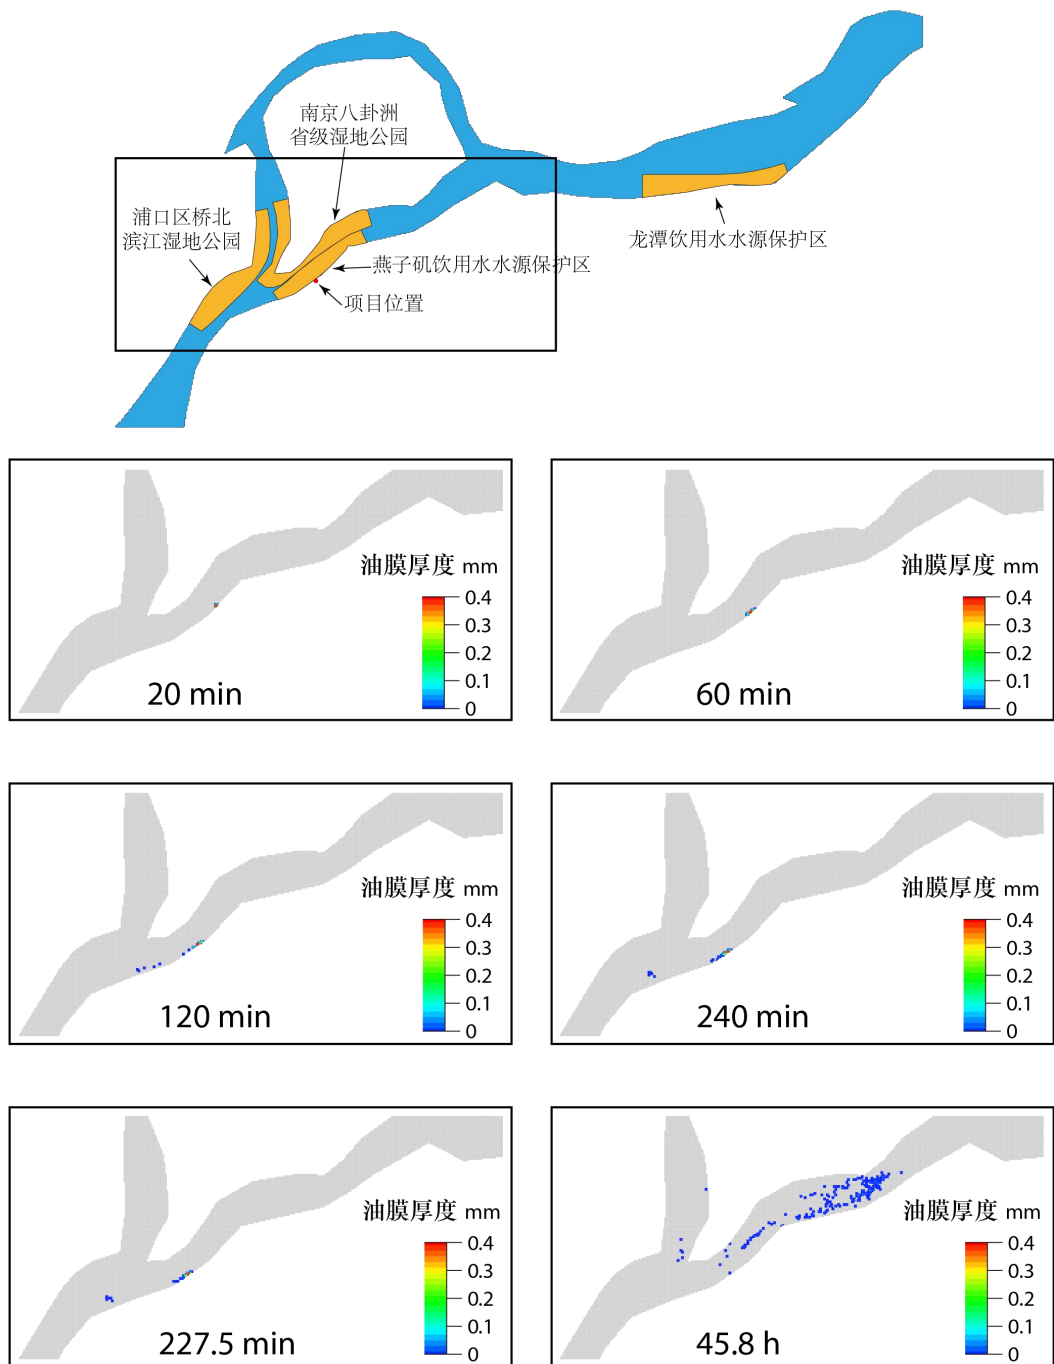 南京八卦洲
省级湿地公园
浦口区桥北
滨江湿地公园
龙潭饮用水水源保护区
燕子矶饮用水水源保护区
项目位置
油膜厚度 mm
0.4
0.3
0.2
0.1
0
20 min
油膜厚度 mm
0.4
0.3
0.2
0.1
0
60 min
油膜厚度 mm
0.4
0.3
0.2
0.1
0
120 min
油膜厚度 mm
0.4
0.3
0.2
0.1
0
240 min
油膜厚度 mm
0.4
0.3
0.2
0.1
0
227.5 min
油膜厚度 mm
0.4
0.3
0.2
0.1
0
45.8 h